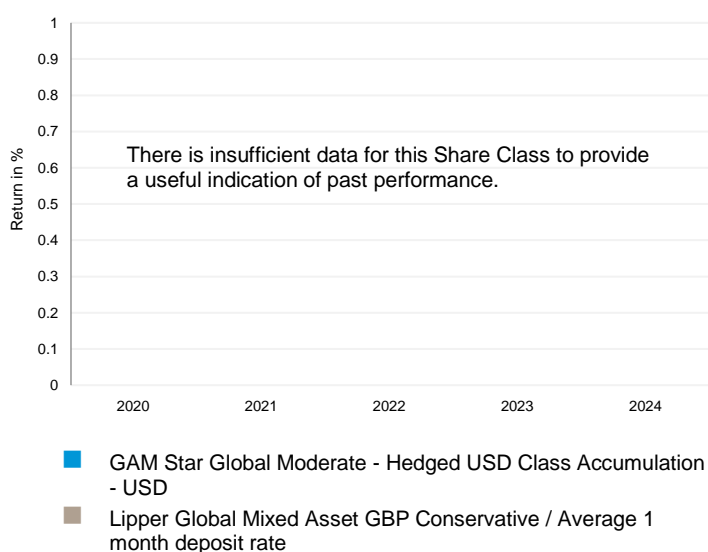 1
0.9
0.8
0.7
0.6
0.5
0.4
0.3
0.2
0.1
0
Return in %
There is insufficient data for this Share Class to provide
a useful indication of past performance.
2020 2021 2022 2023 2024
GAM Star Global Moderate - Hedged USD Class Accumulation
- USD
Lipper Global Mixed Asset GBP Conservative / Average 1
month deposit rate